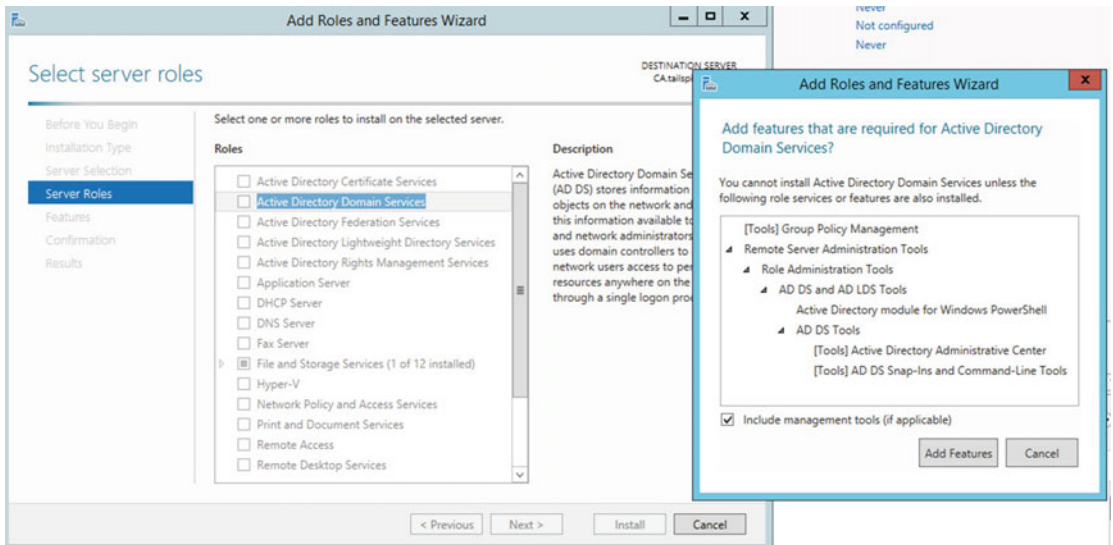 Add Roles and Features Wizard
Never
Not configured
Never
Select server roles
DESTINATION SERVER
Before You Begin
Installation Type
Server Selection
Server Roles
Features
Confirmation
Results
Select one or more roles to install on the selected server.
Roles
Active Directory Certificate Services
Active Directory Domain Services
Active Directory Federation Services
Active Directory Lightweight Directory Services
Active Directory Rights Management Services
Application Server
DHCP Server
DNS Server
Fax Server
File and Storage Services (1 of 12 installed)
Hyper-V
Network Policy and Access Services
Print and Document Services
Remote Access
Remote Desktop Services
Description
Active Directory Domain Se
(AD DS) stores information
objects on the network and
this information available to
and network administrators
uses domain controllers to
network users access to per
resources anywhere on the
through a single logon pro
< Previous
Next >
Install
Cancel
Add Roles and Features Wizard
x
Add features that are required for Active Directory
Domain Services?
You cannot install Active Directory Domain Services unless the
following role services or features are also installed.
[Tools] Group Policy Management
Remote Server Administration Tools
Role Administration Tools
AD DS and AD LDS Tools
Active Directory module for Windows PowerShell
AD DS Tools
[Tools] Active Directory Administrative Center
[Tools] AD DS Snap-Ins and Command-Line Tools
Include management tools (if applicable)
Add Features
Cancel